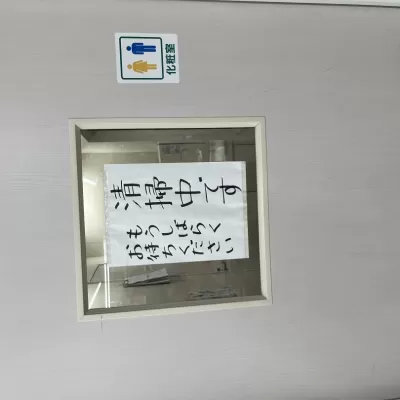 化粧室
清掃中です
もうしばらく
お待ちください